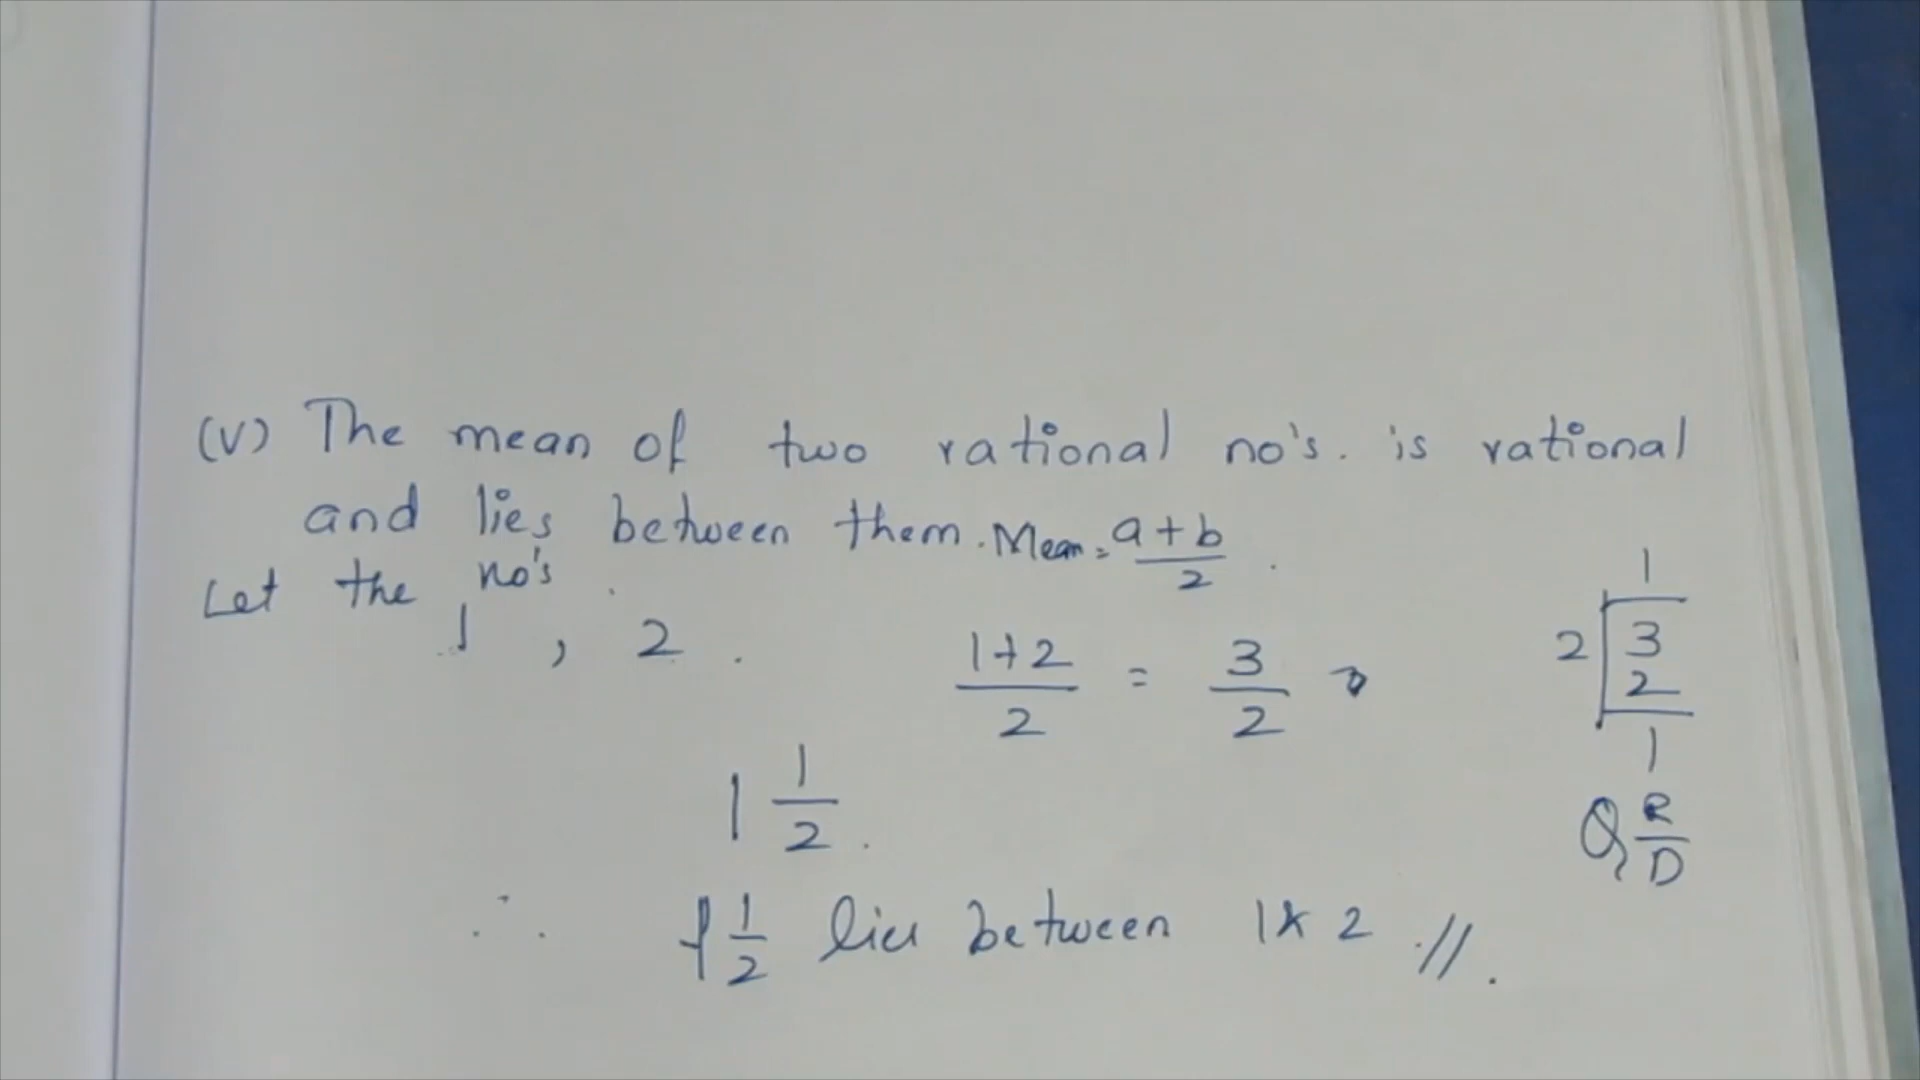 (V) The mean of two rational no's. is rational
and lies between them. Mean = a+b/2.
Let the no's.
1, 2.
1+2/2 = 3/2 →
1
2 3
2
1
Q R/D
1 1/2.
∴ 1 1/2 lies between 1 & 2 //.